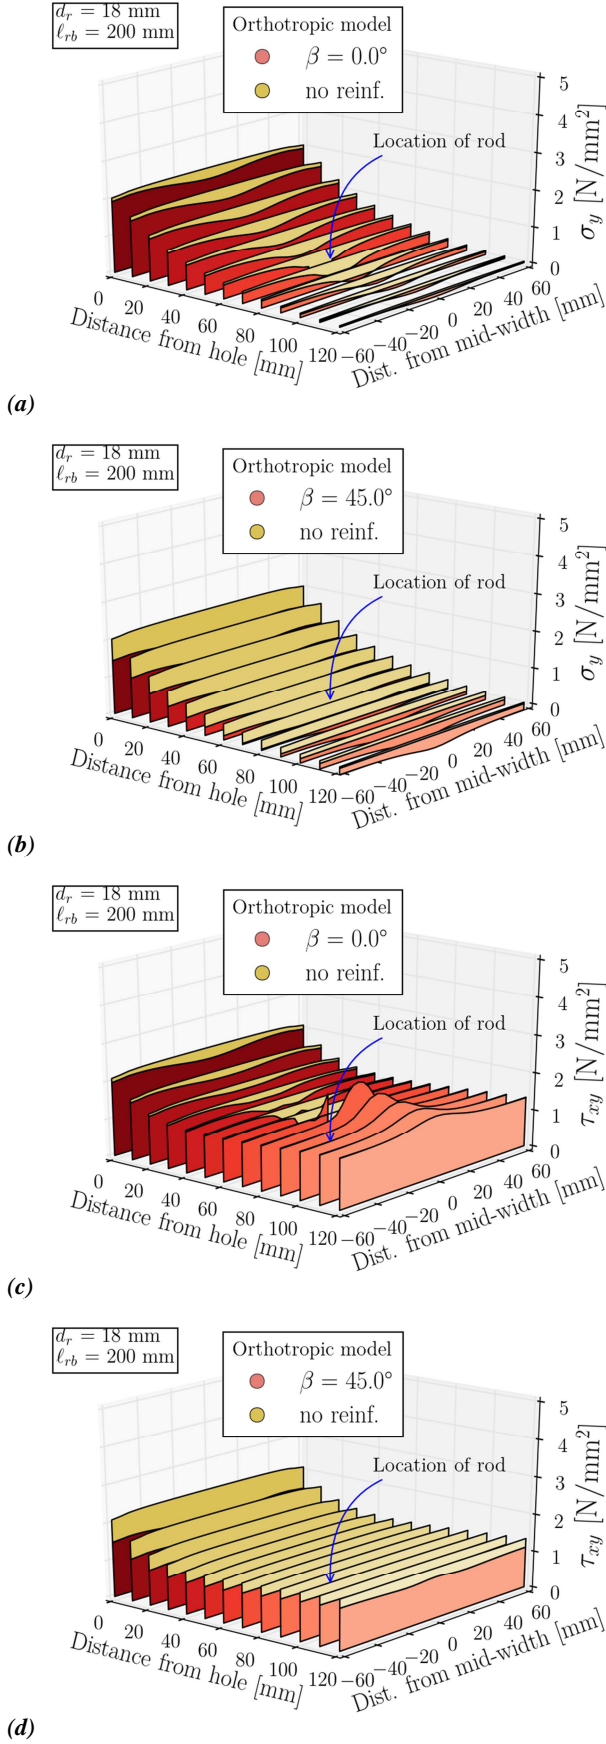 d_r = 18 mm
ℓ_rb = 200 mm
Orthotropic model
β = 0.0°
no reinf.
Location of rod
5
4
3
2
1
0
σ_y [N/mm²]
0
20
40
60
80
100
120
Distance from hole [mm]
−60
−40
−20
0
20
40
60
Dist. from mid-width [mm]
(a)
d_r = 18 mm
ℓ_rb = 200 mm
Orthotropic model
β = 45.0°
no reinf.
Location of rod
5
4
3
2
1
0
σ_y [N/mm²]
0
20
40
60
80
100
120
Distance from hole [mm]
−60
−40
−20
0
20
40
60
Dist. from mid-width [mm]
(b)
d_r = 18 mm
ℓ_rb = 200 mm
Orthotropic model
β = 0.0°
no reinf.
Location of rod
5
4
3
2
1
0
τ_xy [N/mm²]
0
20
40
60
80
100
120
Distance from hole [mm]
−60
−40
−20
0
20
40
60
Dist. from mid-width [mm]
(c)
d_r = 18 mm
ℓ_rb = 200 mm
Orthotropic model
β = 45.0°
no reinf.
Location of rod
5
4
3
2
1
0
τ_xy [N/mm²]
0
20
40
60
80
100
120
Distance from hole [mm]
−60
−40
−20
0
20
40
60
Dist. from mid-width [mm]
(d)